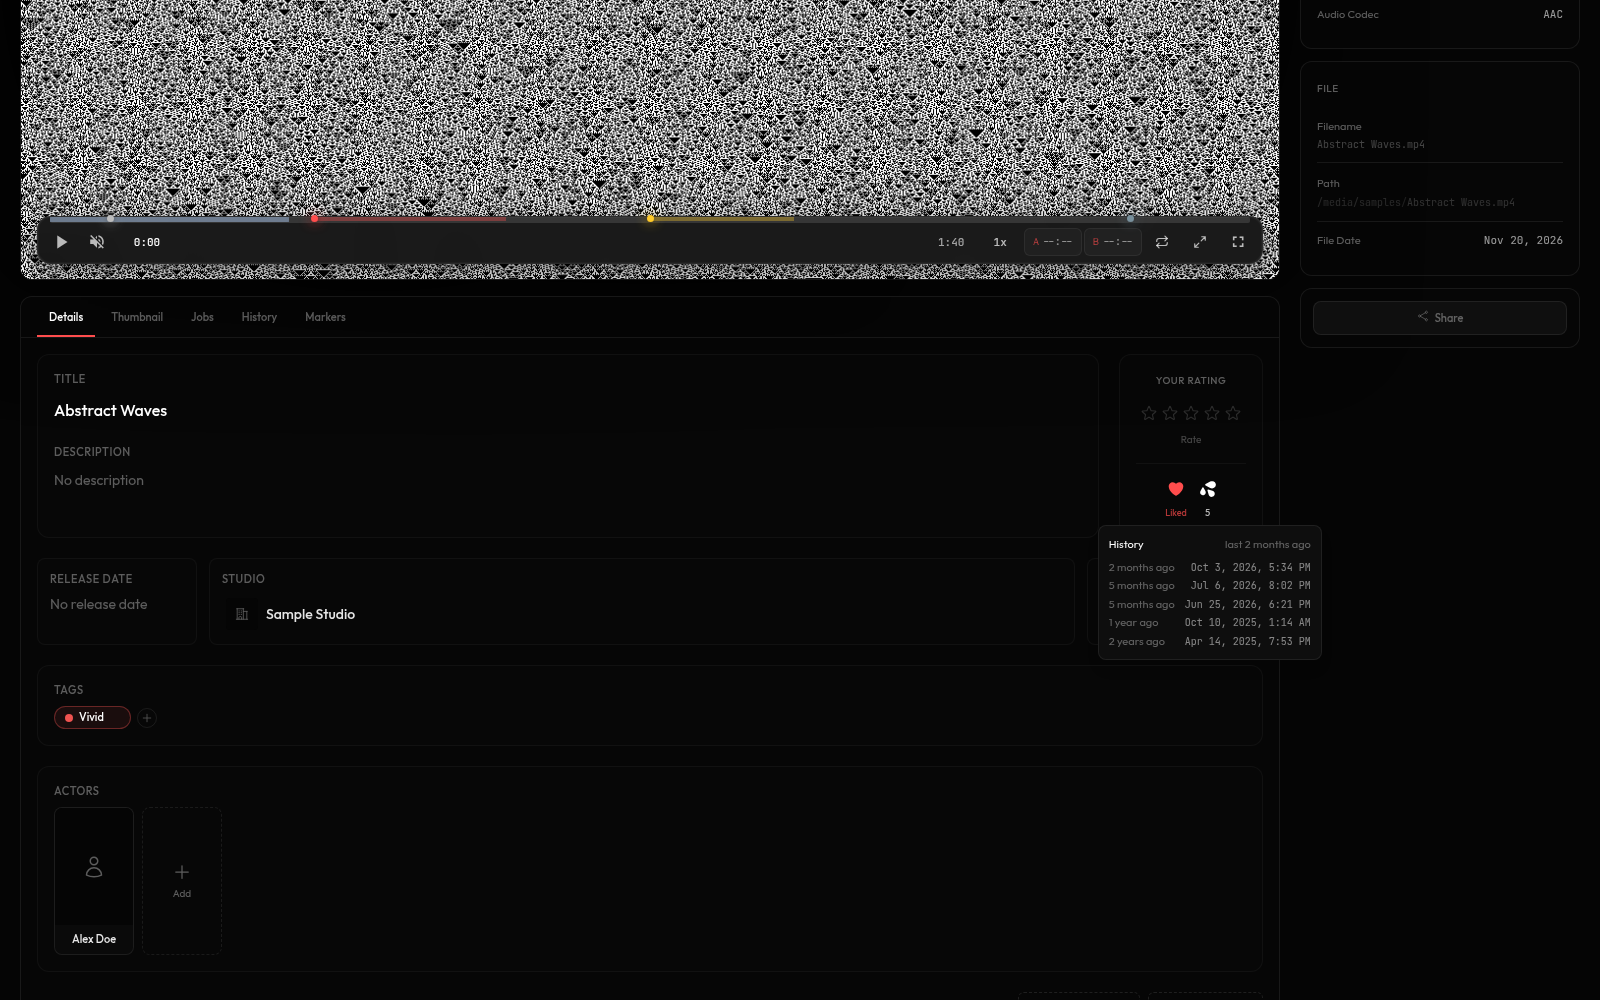 Audio Codec AAC
FILE
Filename
Abstract Waves.mp4
Path
/media/samples/Abstract Waves.mp4
File Date Nov 20, 2026
Share
0:00 1:40 1x A --:-- B --:--
Details Thumbnail Jobs History Markers
TITLE
Abstract Waves
DESCRIPTION
No description
YOUR RATING
Rate
Liked 5
History last 2 months ago
2 months ago Oct 3, 2026, 5:34 PM
5 months ago Jul 6, 2026, 8:02 PM
5 months ago Jun 25, 2026, 6:21 PM
1 year ago Oct 10, 2025, 1:14 AM
2 years ago Apr 14, 2025, 7:53 PM
RELEASE DATE
No release date
STUDIO
Sample Studio
TAGS
Vivid
ACTORS
Alex Doe
Add